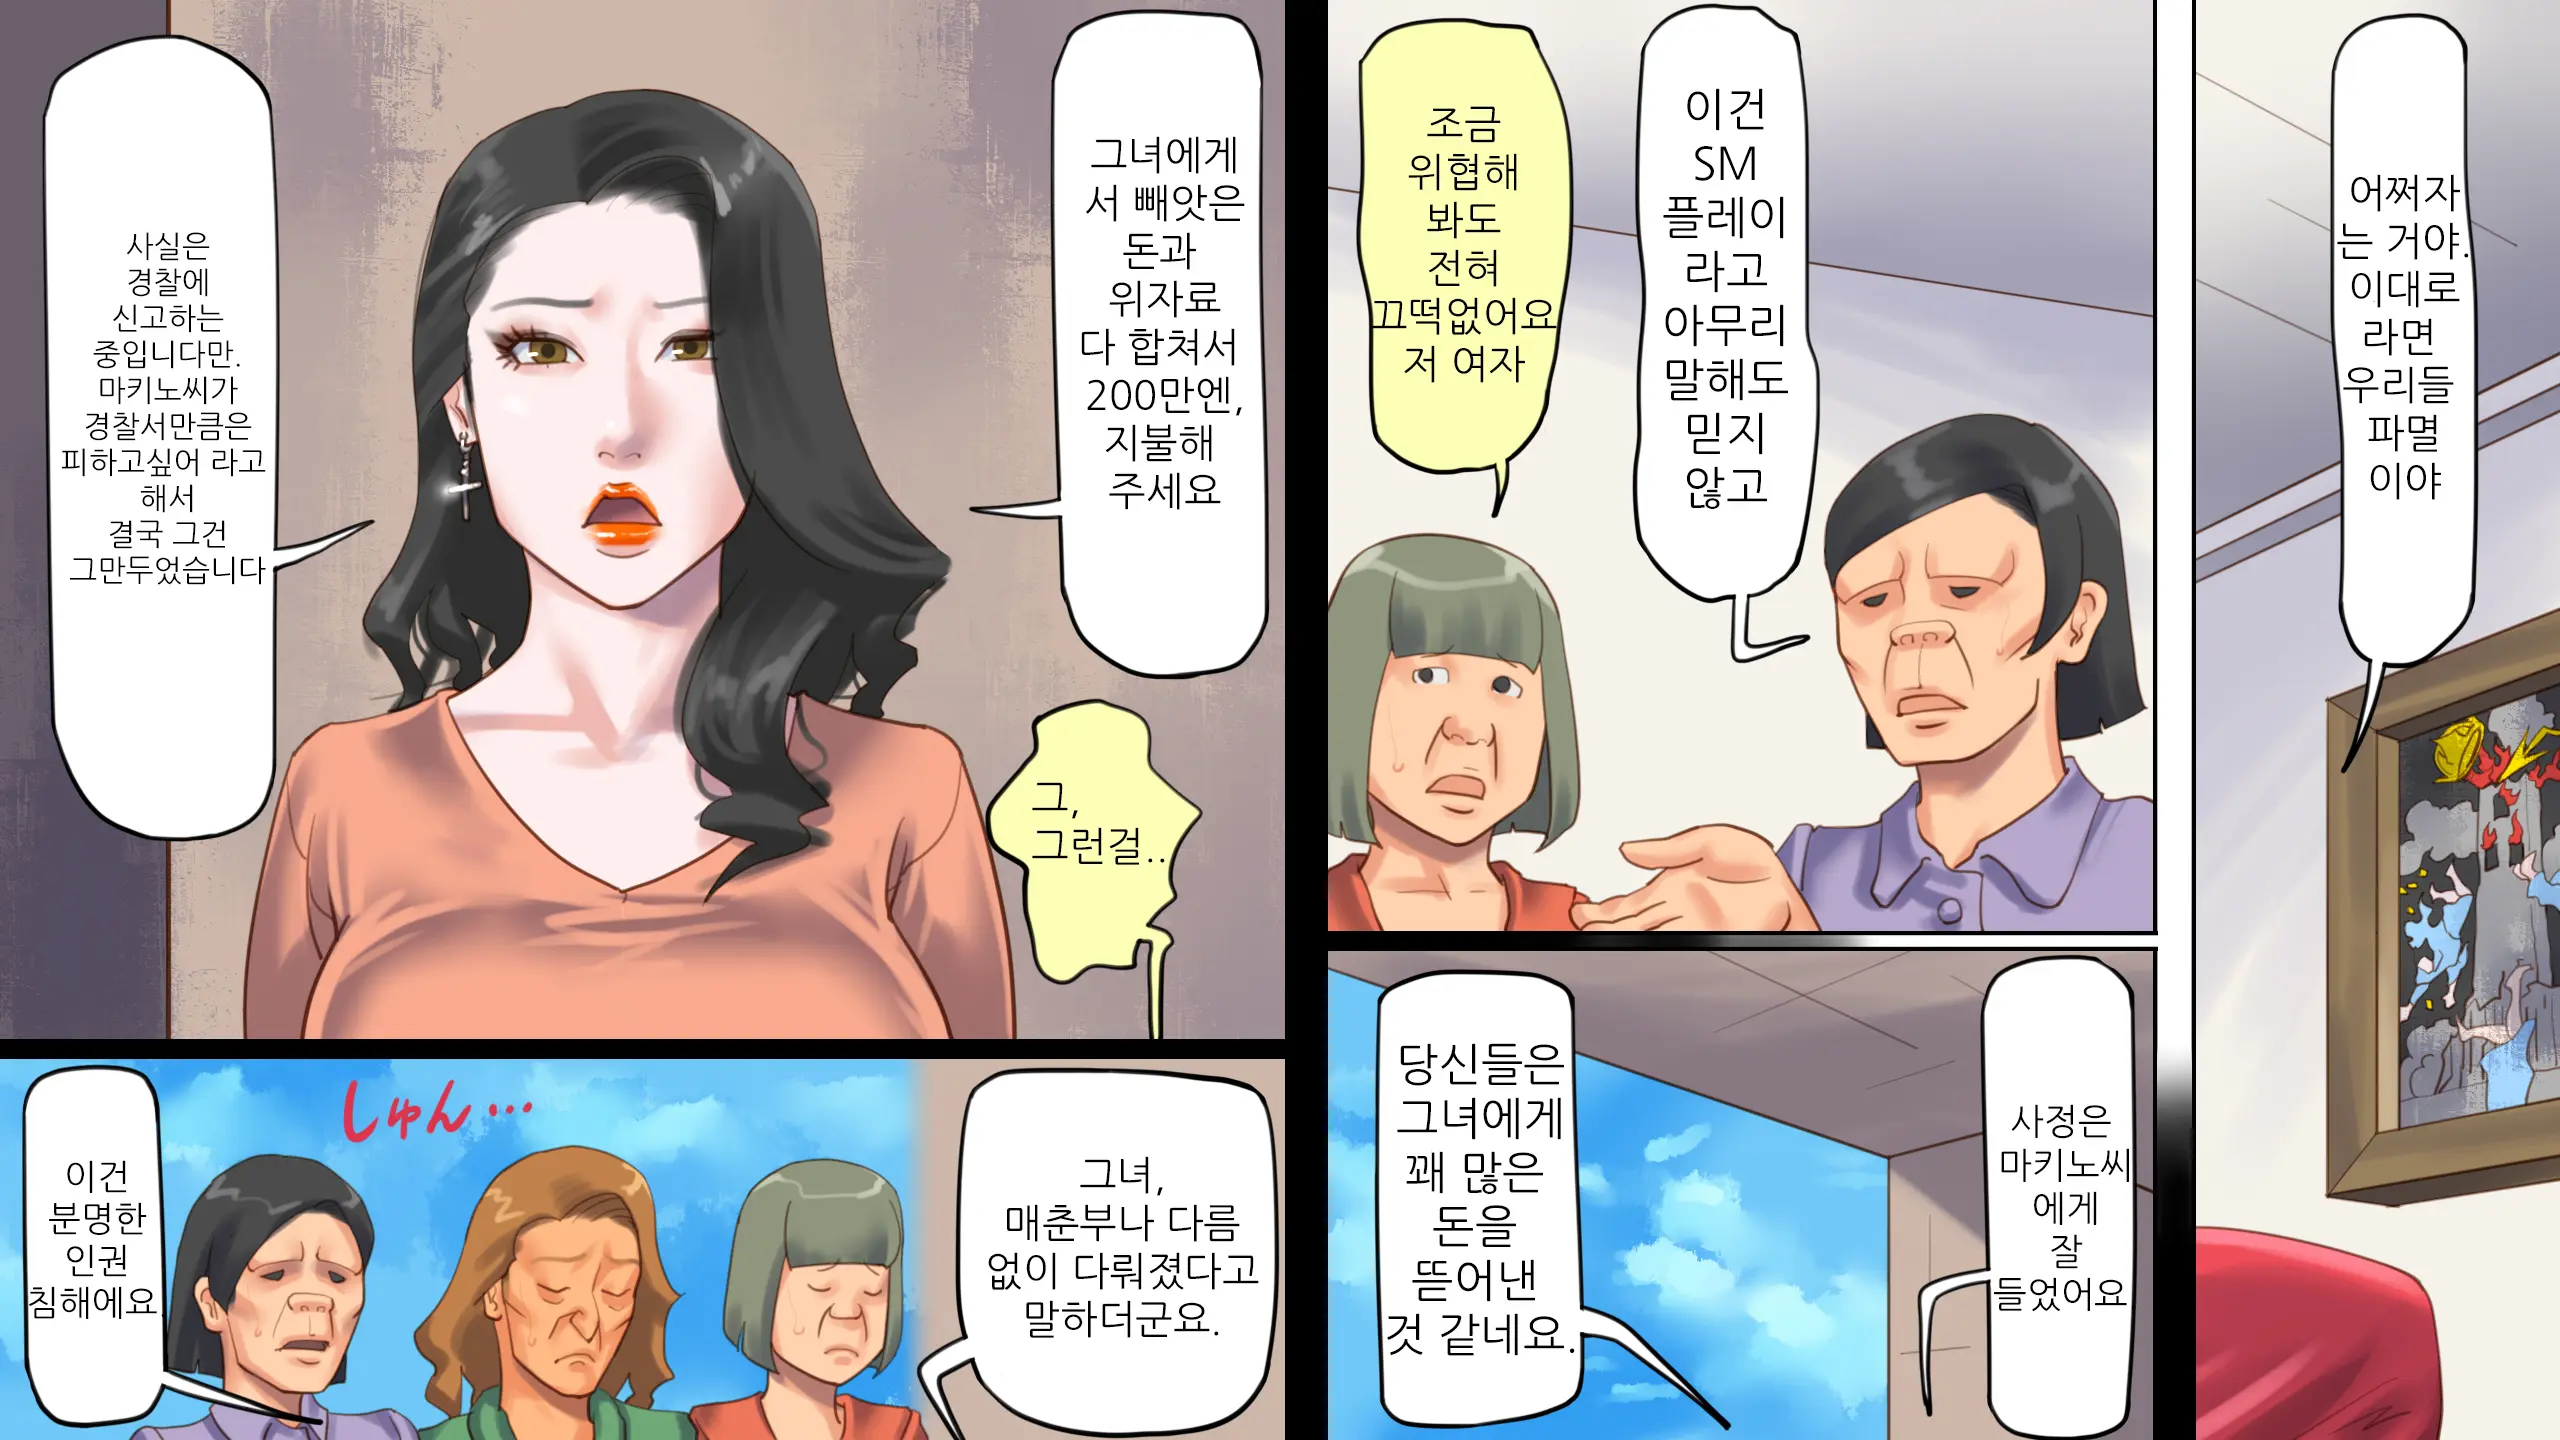 어쩌자
는 거야.
이대로
라면
우리들
파멸
이야
이건
SM
플레이
라고
아무리
말해도
믿지
않고
조금
위협해
봐도
전혀
끄떡없어요
저 여자
사정은
마키노씨
에게
잘
들었어요
당신들은
그녀에게
꽤 많은
돈을
뜯어낸
것 같네요.
그녀에게
서 빼앗은
돈과
위자료
다 합쳐서
200만엔,
지불해
주세요
그,
그런걸..
사실은
경찰에
신고하는
중입니다만.
마키노씨가
경찰서만큼은
피하고싶어 라고
해서
결국 그건
그만두었습니다
그녀,
매춘부나 다름
없이 다뤄졌다고
말하더군요.
しゅん…
이건
분명한
인권
침해에요.